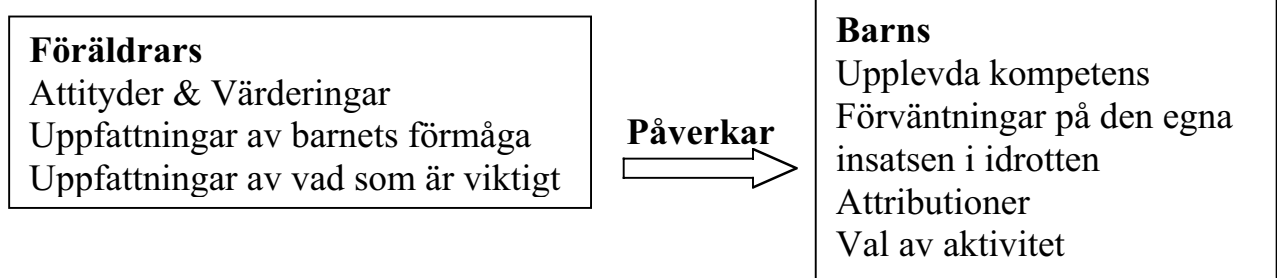 Föräldrars
Attityder & Värderingar
Uppfattningar av barnets förmåga
Uppfattningar av vad som är viktigt
Påverkar
Barns
Upplevda kompetens
Förväntningar på den egna
insatsen i idrotten
Attributioner
Val av aktivitet